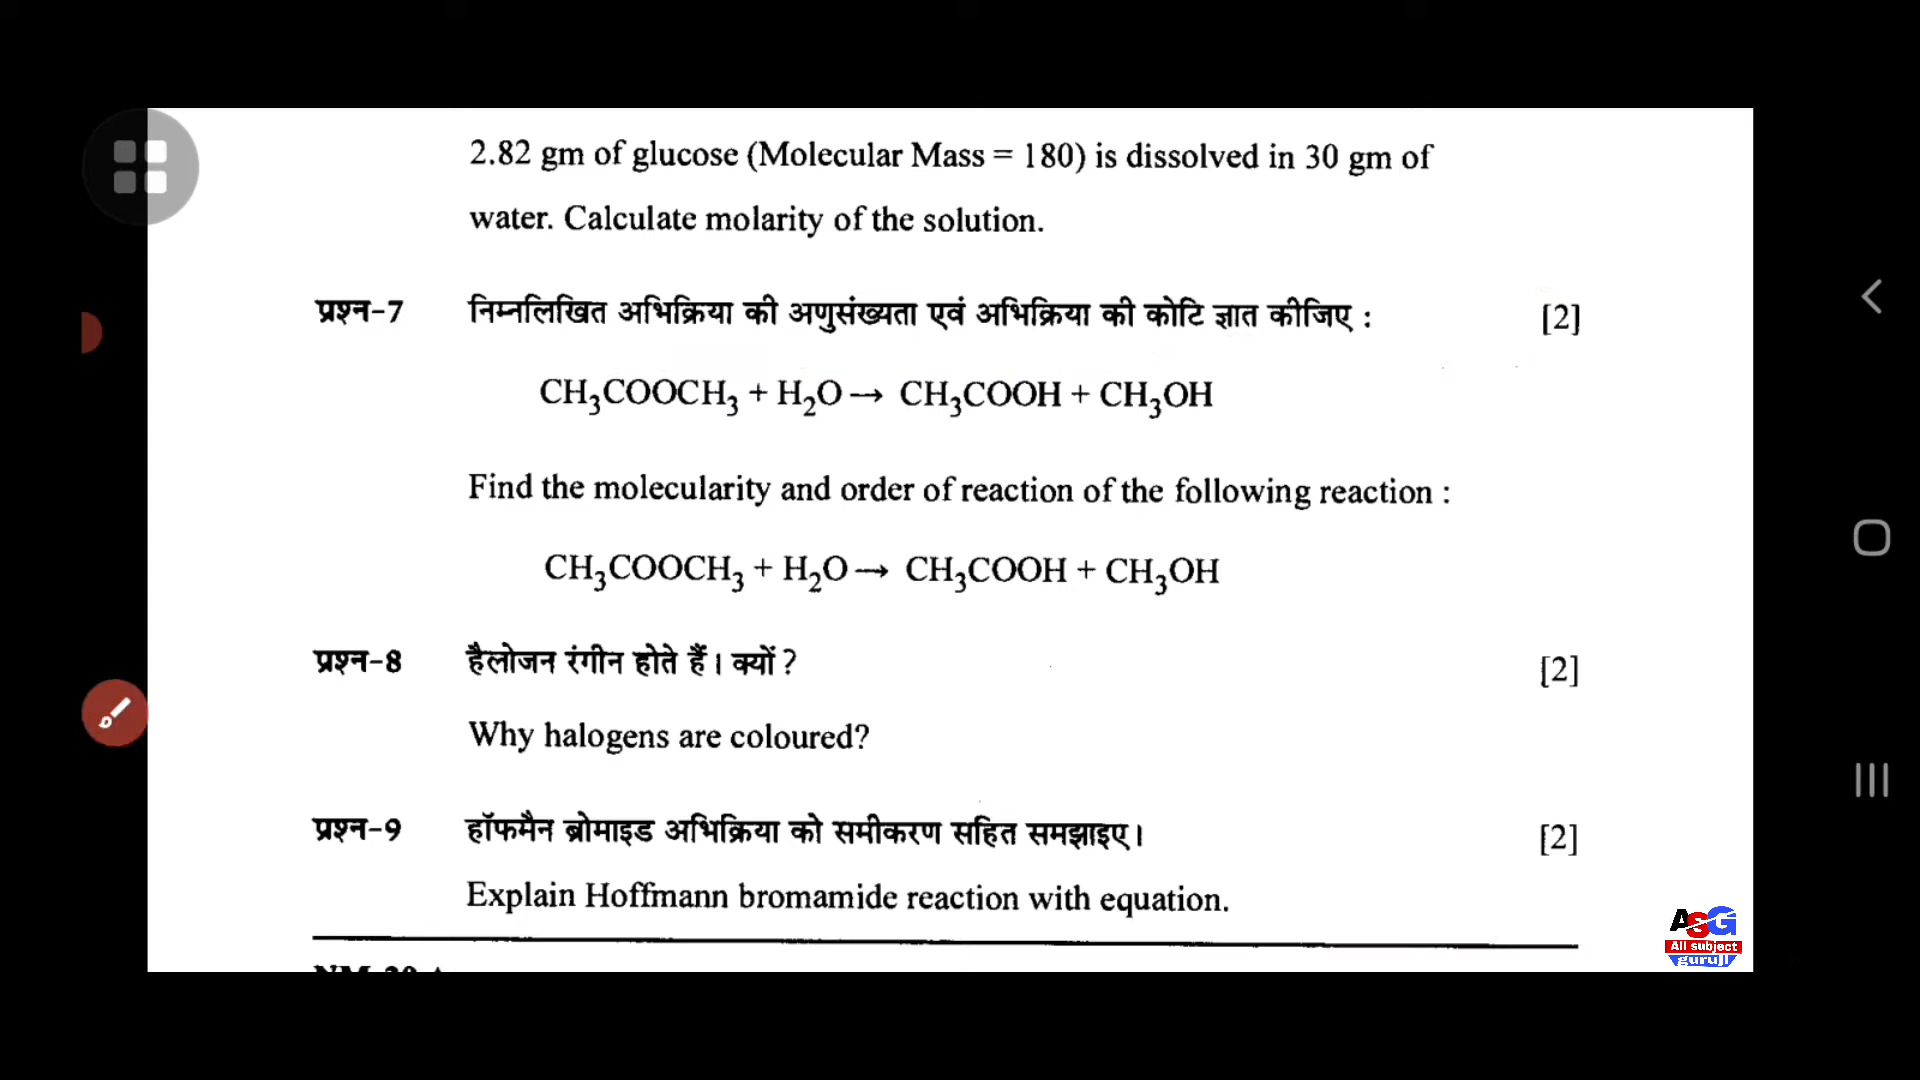 2.82 gm of glucose (Molecular Mass = 180) is dissolved in 30 gm of
water. Calculate molarity of the solution.
प्रश्न-7 निम्नलिखित अभिक्रिया की अणुसंख्यता एवं अभिक्रिया की कोटि ज्ञात कीजिए : [2]
CH₃COOCH₃ + H₂O → CH₃COOH + CH₃OH
Find the molecularity and order of reaction of the following reaction :
CH₃COOCH₃ + H₂O → CH₃COOH + CH₃OH
प्रश्न-8 हैलोजन रंगीन होते हैं। क्यों? [2]
Why halogens are coloured?
प्रश्न-9 हॉफमैन ब्रोमाइड अभिक्रिया को समीकरण सहित समझाइए। [2]
Explain Hoffmann bromamide reaction with equation.
ASG
All subject
guruji